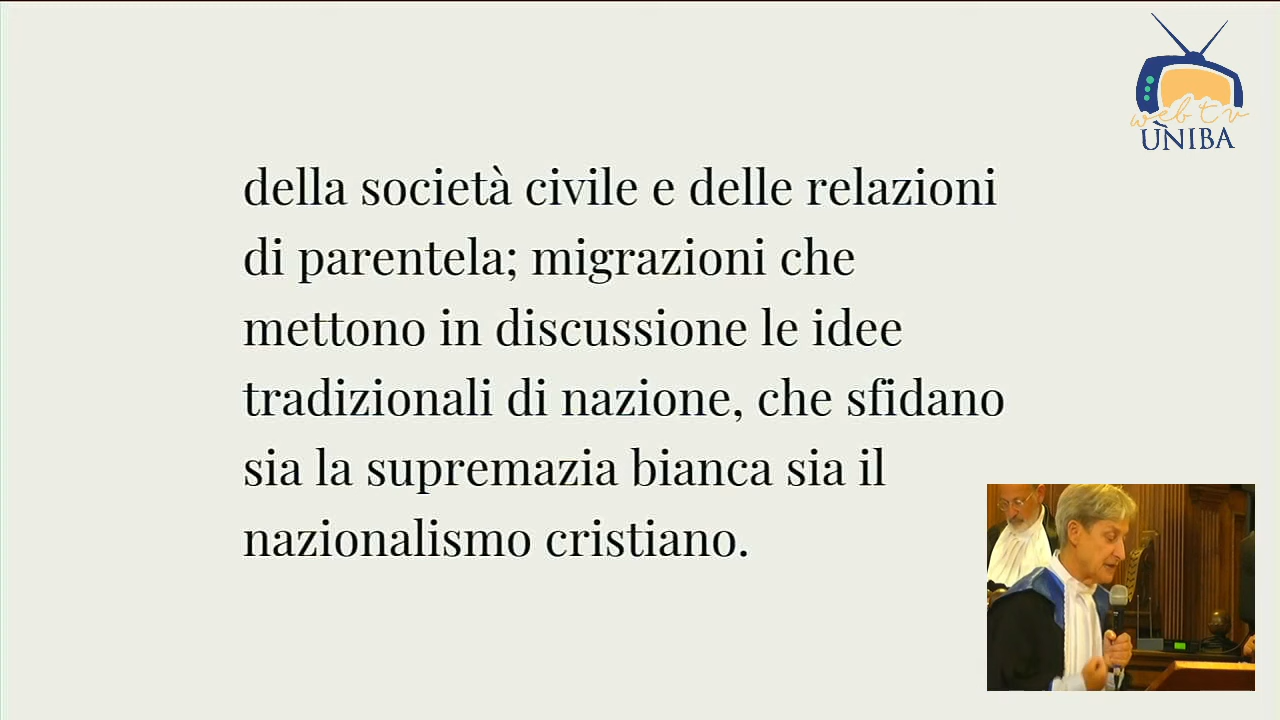 web tv
UNIBA
della società civile e delle relazioni
di parentela; migrazioni che
mettono in discussione le idee
tradizionali di nazione, che sfidano
sia la supremazia bianca sia il
nazionalismo cristiano.